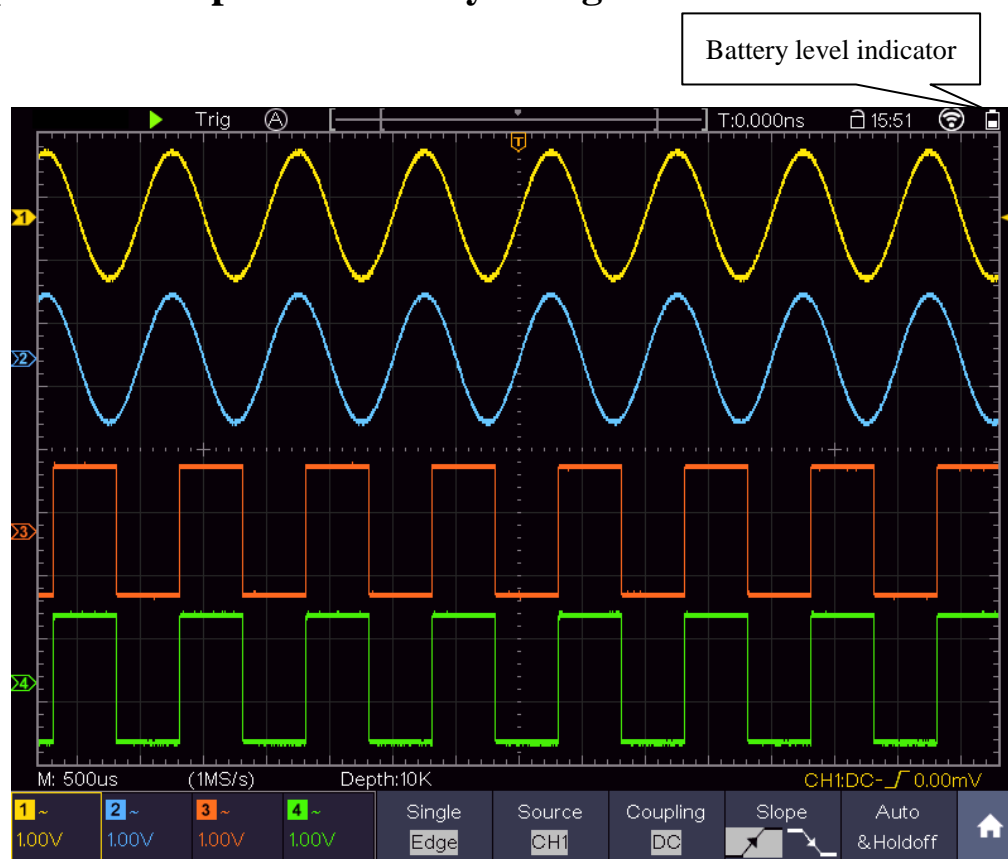 Battery level indicator
Trig A T:0.000ns 15:51
T
1
2
3
4
M: 500us (1MS/s) Depth:10K CH1:DC- 0.00mV
1 ~ 2 ~ 3 ~ 4 ~ Single Source Coupling Slope Auto
1.00V 1.00V 1.00V 1.00V Edge CH1 DC &Holdoff